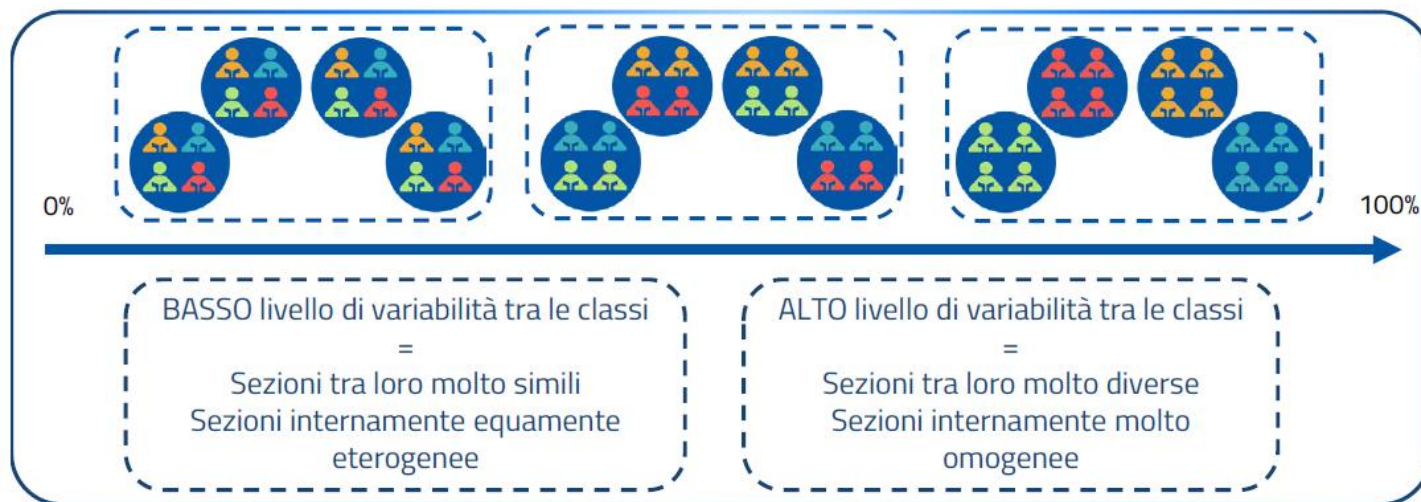 0%
100%
BASSO livello di variabilità tra le classi
=
Sezioni tra loro molto simili
Sezioni internamente equamente
eterogenee
ALTO livello di variabilità tra le classi
=
Sezioni tra loro molto diverse
Sezioni internamente molto
omogenee